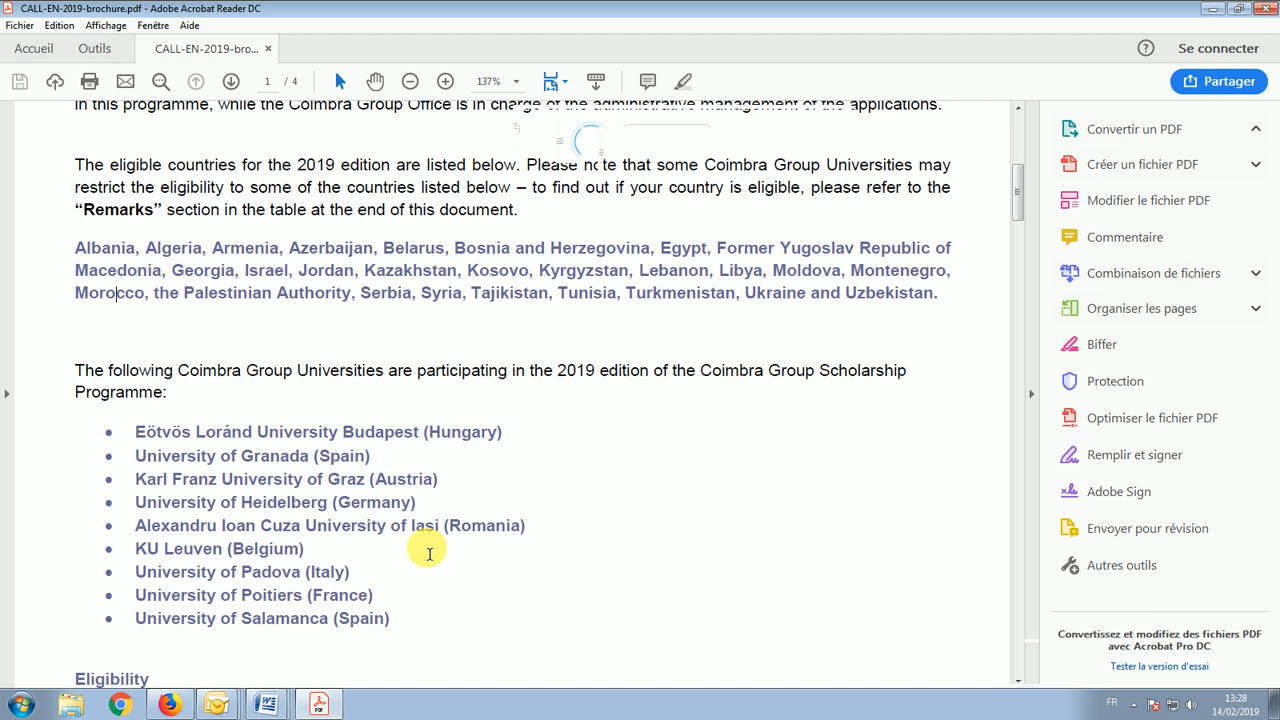 CALL-EN-2019-brochure.pdf - Adobe Acrobat Reader DC
Fichier Edition Affichage Fenêtre Aide
Accueil Outils CALL-EN-2019-bro... × Se connecter
1 / 4 137% Partager
in this programme, while the Coimbra Group Office is in charge of the administrative management of the applications.
The eligible countries for the 2019 edition are listed below. Please note that some Coimbra Group Universities may
restrict the eligibility to some of the countries listed below – to find out if your country is eligible, please refer to the
“Remarks” section in the table at the end of this document.
Albania, Algeria, Armenia, Azerbaijan, Belarus, Bosnia and Herzegovina, Egypt, Former Yugoslav Republic of
Macedonia, Georgia, Israel, Jordan, Kazakhstan, Kosovo, Kyrgyzstan, Lebanon, Libya, Moldova, Montenegro,
Morocco, the Palestinian Authority, Serbia, Syria, Tajikistan, Tunisia, Turkmenistan, Ukraine and Uzbekistan.
The following Coimbra Group Universities are participating in the 2019 edition of the Coimbra Group Scholarship
Programme:
• Eötvös Loránd University Budapest (Hungary)
• University of Granada (Spain)
• Karl Franz University of Graz (Austria)
• University of Heidelberg (Germany)
• Alexandru Ioan Cuza University of Iasi (Romania)
• KU Leuven (Belgium)
• University of Padova (Italy)
• University of Poitiers (France)
• University of Salamanca (Spain)
Eligibility
Convertir un PDF
Créer un fichier PDF
Modifier le fichier PDF
Commentaire
Combinaison de fichiers
Organiser les pages
Biffer
Protection
Optimiser le fichier PDF
Remplir et signer
Adobe Sign
Envoyer pour révision
Autres outils
Convertissez et modifiez des fichiers PDF
avec Acrobat Pro DC
Tester la version d'essai
FR 13:28
14/02/2019